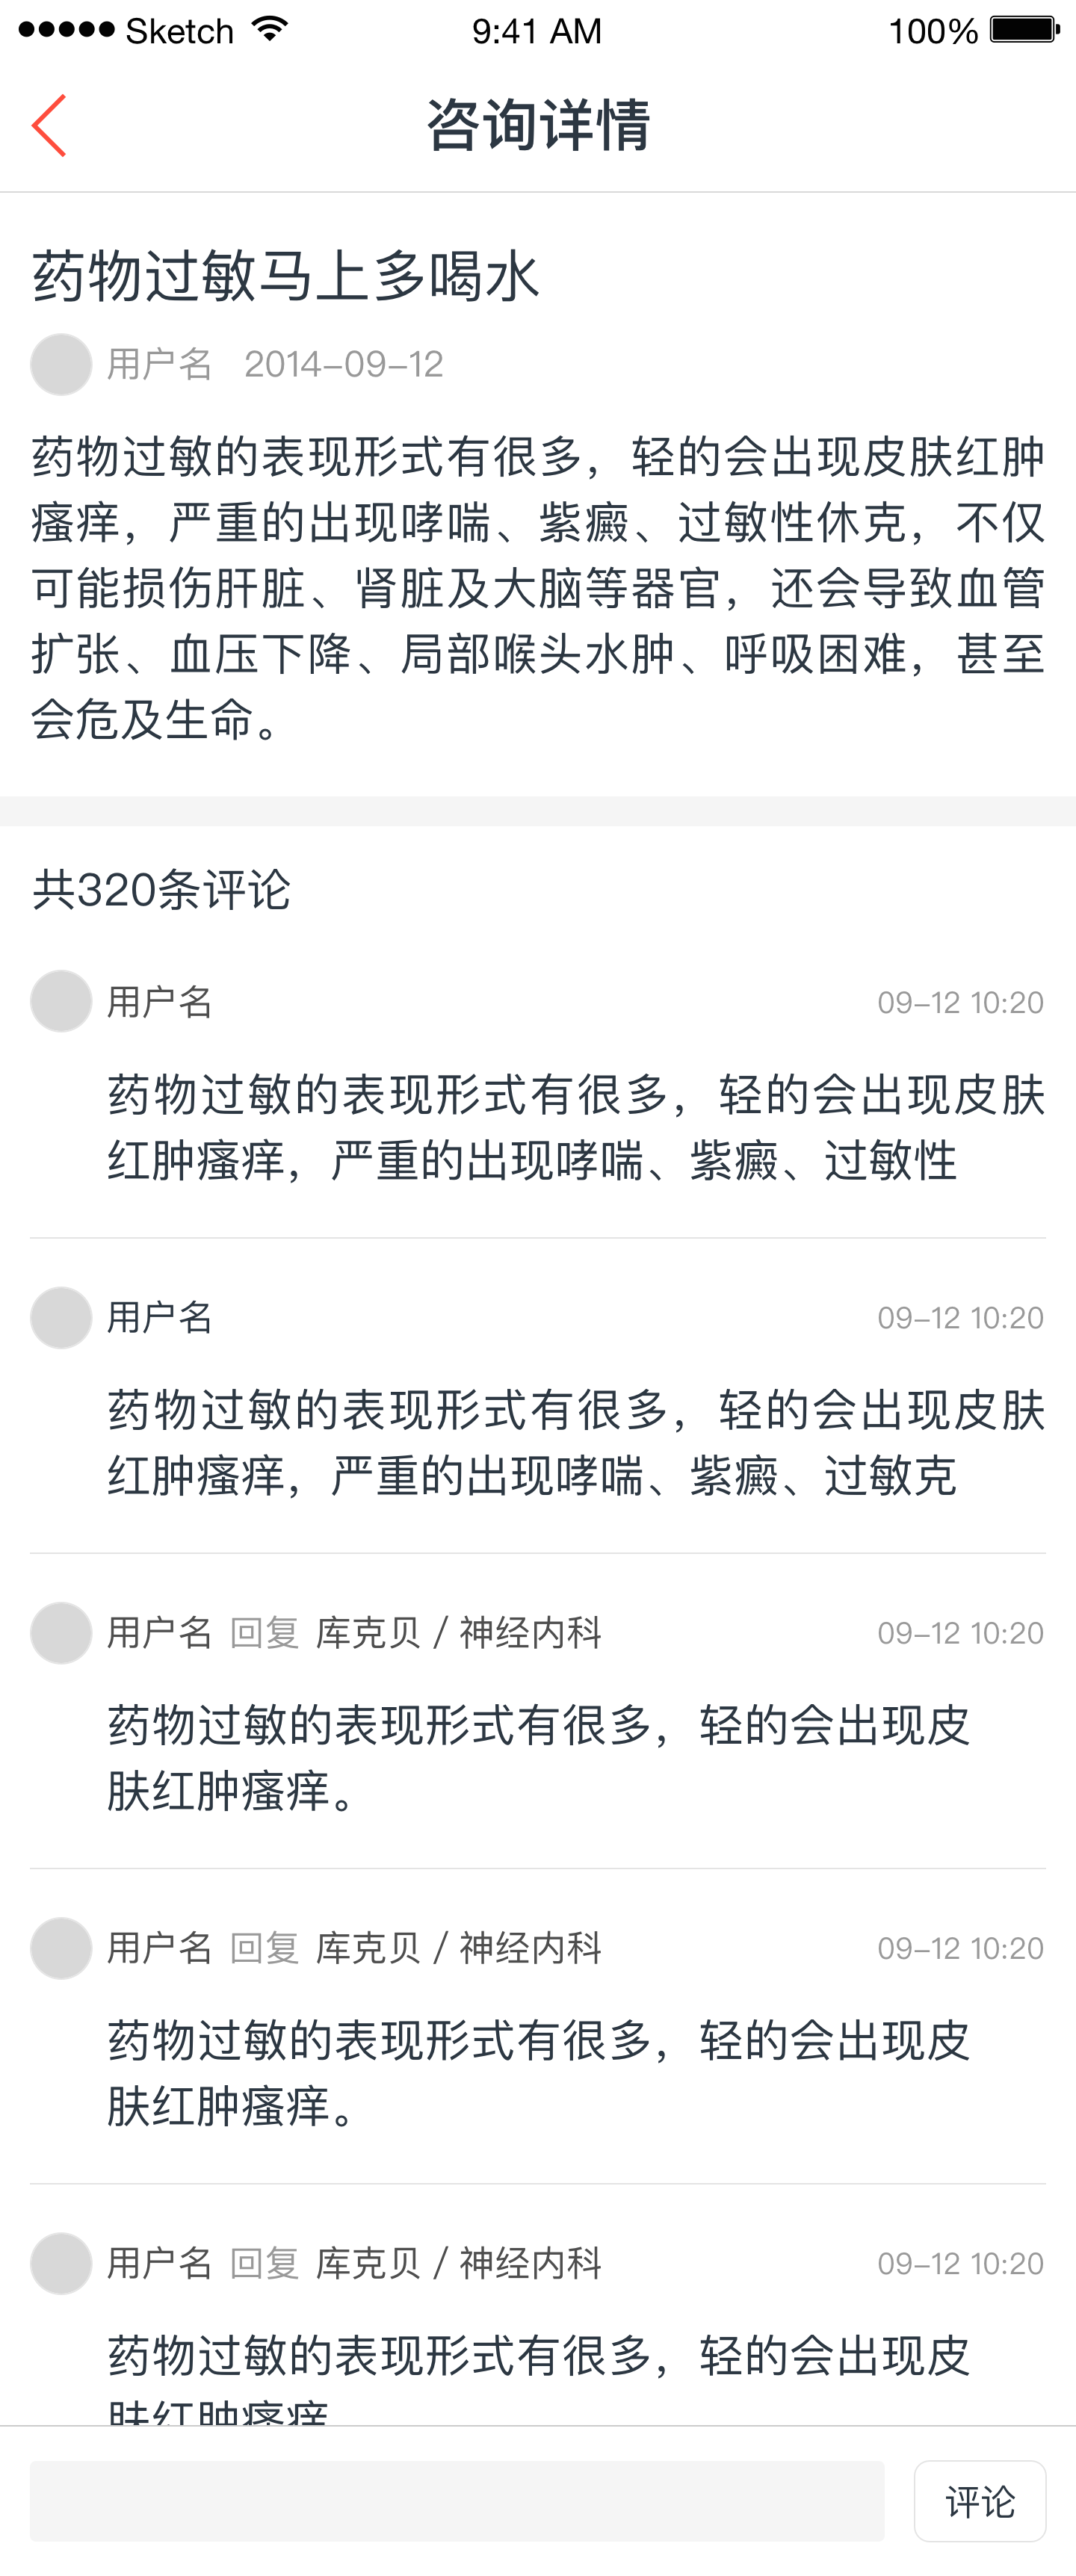 Sketch 9:41 AM 100%
咨询详情
药物过敏马上多喝水
用户名 2014-09-12
药物过敏的表现形式有很多，轻的会出现皮肤红肿
瘙痒，严重的出现哮喘、紫癜、过敏性休克，不仅
可能损伤肝脏、肾脏及大脑等器官，还会导致血管
扩张、血压下降、局部喉头水肿、呼吸困难，甚至
会危及生命。
共320条评论
用户名 09-12 10:20
药物过敏的表现形式有很多，轻的会出现皮肤
红肿瘙痒，严重的出现哮喘、紫癜、过敏性
用户名 09-12 10:20
药物过敏的表现形式有很多，轻的会出现皮肤
红肿瘙痒，严重的出现哮喘、紫癜、过敏克
用户名 回复 库克贝 / 神经内科 09-12 10:20
药物过敏的表现形式有很多，轻的会出现皮
肤红肿瘙痒。
用户名 回复 库克贝 / 神经内科 09-12 10:20
药物过敏的表现形式有很多，轻的会出现皮
肤红肿瘙痒。
用户名 回复 库克贝 / 神经内科 09-12 10:20
药物过敏的表现形式有很多，轻的会出现皮
肤红肿瘙痒
评论